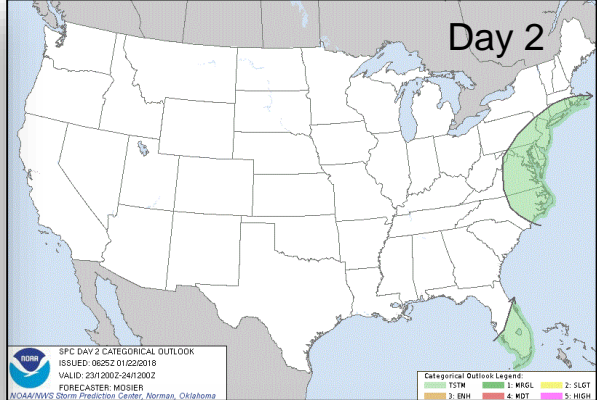 Day 2
SPC DAY 2 CATEGORICAL OUTLOOK
ISSUED: 0625Z 01/22/2018
VALID: 23/1200Z-24/1200Z
FORECASTER: MOSIER
NOAA/NWS Storm Prediction Center, Norman, Oklahoma
NOAA
Categorical Outlook Legend:
TSTM 1: MRGL 2: SLGT
3: ENH 4: MDT 5: HIGH